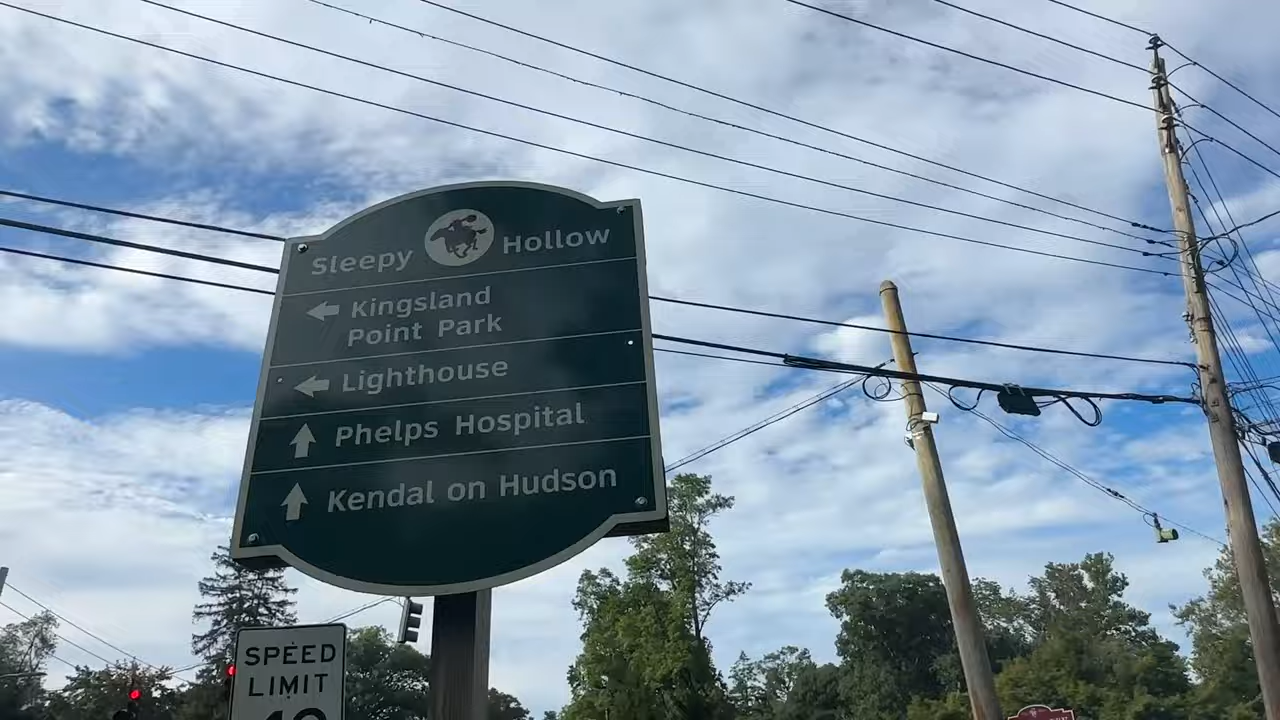 Sleepy Hollow
Kingsland
Point Park
Lighthouse
Phelps Hospital
Kendal on Hudson
SPEED
LIMIT